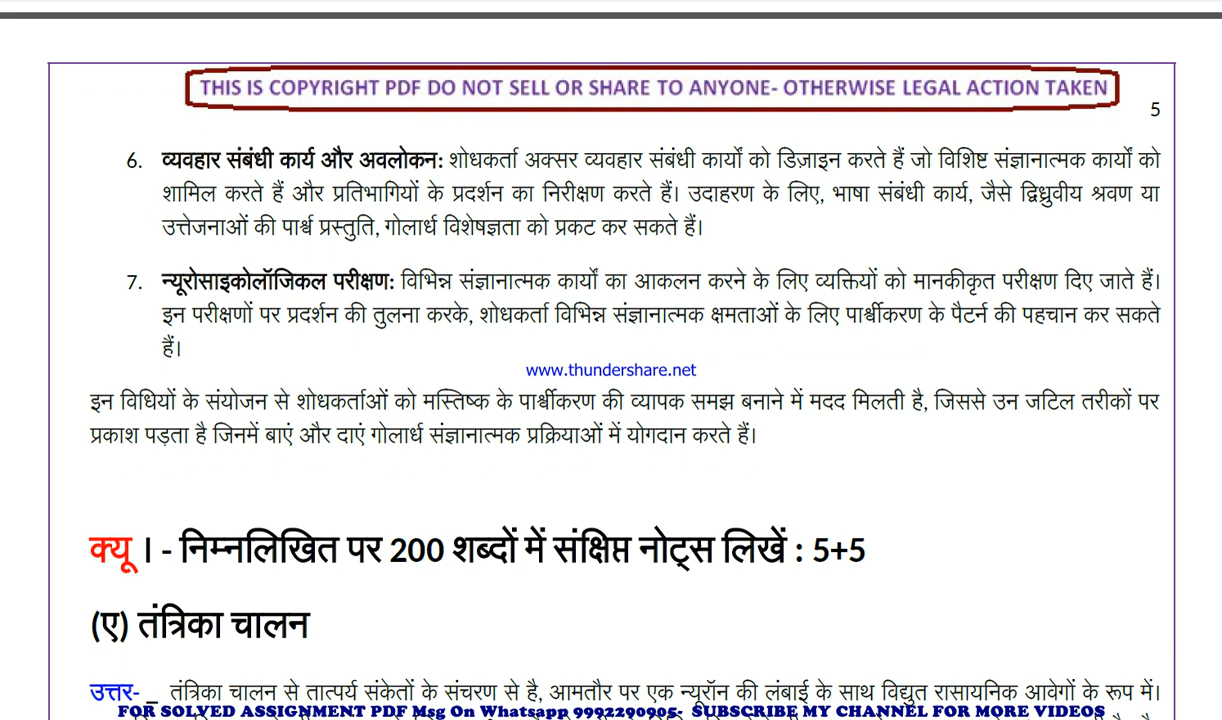 THIS IS COPYRIGHT PDF DO NOT SELL OR SHARE TO ANYONE- OTHERWISE LEGAL ACTION TAKEN
5
6. व्यवहार संबंधी कार्य और अवलोकन: शोधकर्ता अक्सर व्यवहार संबंधी कार्यों को डिज़ाइन करते हैं जो विशिष्ट संज्ञानात्मक कार्यों को
शामिल करते हैं और प्रतिभागियों के प्रदर्शन का निरीक्षण करते हैं। उदाहरण के लिए, भाषा संबंधी कार्य, जैसे द्विध्रुवीय श्रवण या
उत्तेजनाओं की पार्श्व प्रस्तुति, गोलार्ध विशेषज्ञता को प्रकट कर सकते हैं।
7. न्यूरोसाइकोलॉजिकल परीक्षण: विभिन्न संज्ञानात्मक कार्यों का आकलन करने के लिए व्यक्तियों को मानकीकृत परीक्षण दिए जाते हैं।
इन परीक्षणों पर प्रदर्शन की तुलना करके, शोधकर्ता विभिन्न संज्ञानात्मक क्षमताओं के लिए पार्श्वीकरण के पैटर्न की पहचान कर सकते
हैं।
www.thundershare.net
इन विधियों के संयोजन से शोधकर्ताओं को मस्तिष्क के पार्श्वीकरण की व्यापक समझ बनाने में मदद मिलती है, जिससे उन जटिल तरीकों पर
प्रकाश पड़ता है जिनमें बाएं और दाएं गोलार्ध संज्ञानात्मक प्रक्रियाओं में योगदान करते हैं।
क्यू । - निम्नलिखित पर 200 शब्दों में संक्षिप्त नोट्स लिखें : 5+5
(ए) तंत्रिका चालन
उत्तर- _ तंत्रिका चालन से तात्पर्य संकेतों के संचरण से है, आमतौर पर एक न्यूरॉन की लंबाई के साथ विद्युत रासायनिक आवेगों के रूप में।
FOR SOLVED ASSIGNMENT PDF Msg On Whatsapp 9992290905- SUBSCRIBE MY CHANNEL FOR MORE VIDEOS